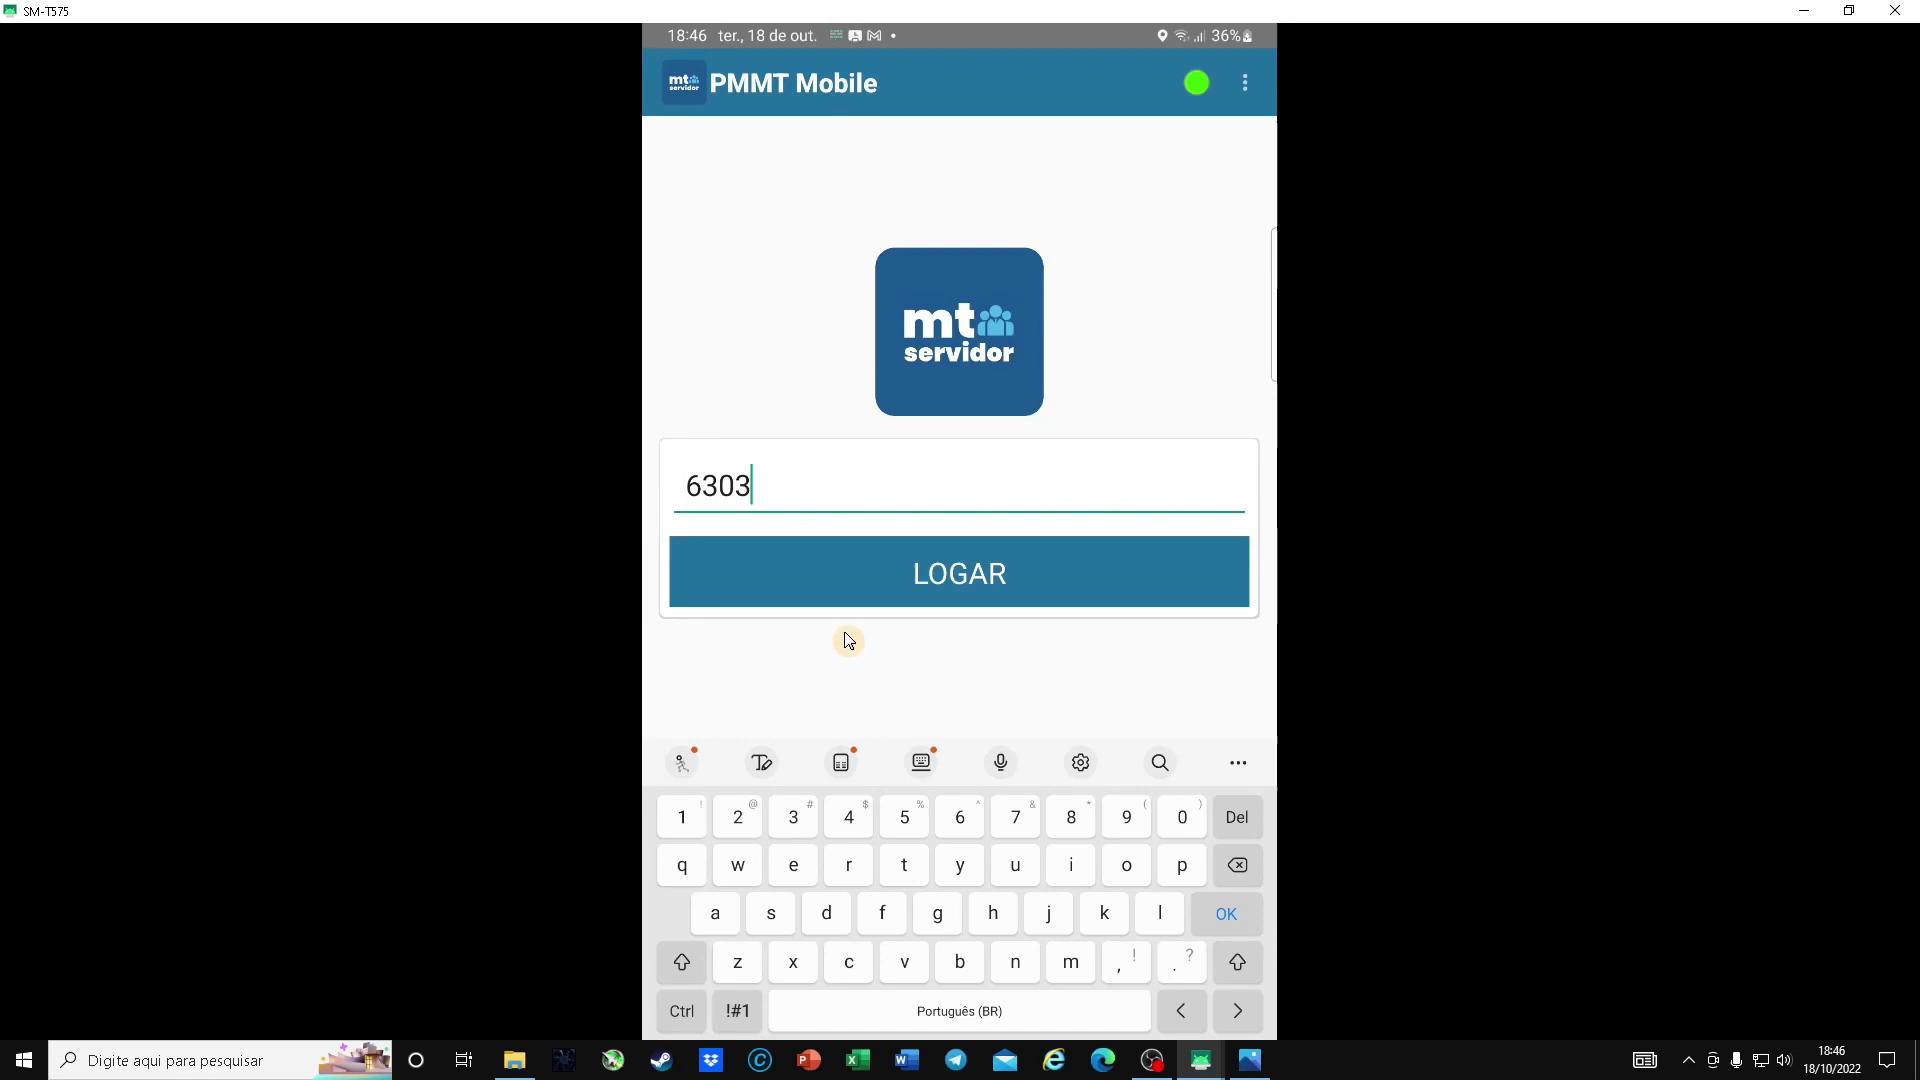 SM-T575
18:46 ter., 18 de out. 36%
mt servidor PMMT Mobile
mt
servidor
6303
LOGAR
1 ! 2 @ 3 # 4 $ 5 % 6 ^ 7 & 8 * 9 ( 0 ) Del
q w e r t y u i o p
a s d f g h j k l OK
z x c v b n m , ! . ?
Ctrl !#1 Português (BR) < >
Digite aqui para pesquisar
18:46
18/10/2022